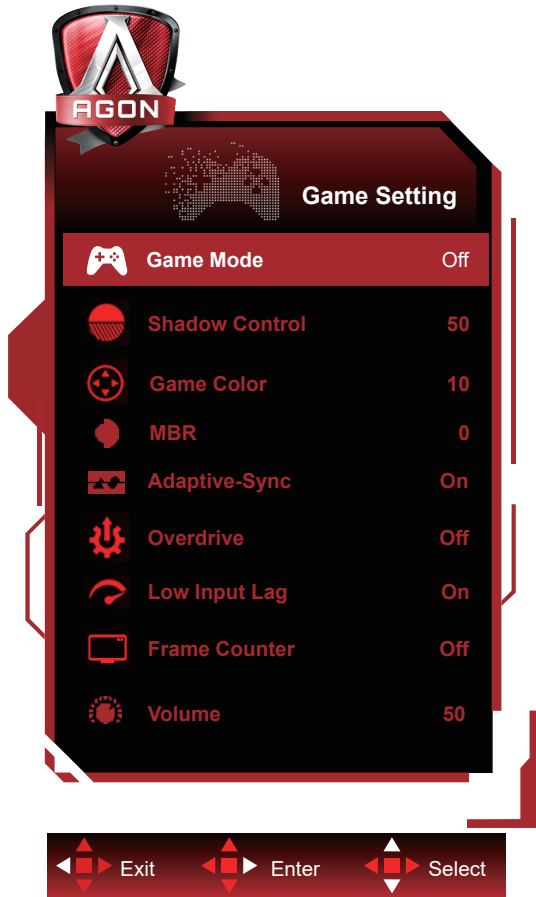 AGON
Game Setting
Game Mode Off
Shadow Control 50
Game Color 10
MBR 0
Adaptive-Sync On
Overdrive Off
Low Input Lag On
Frame Counter Off
Volume 50
Exit Enter Select